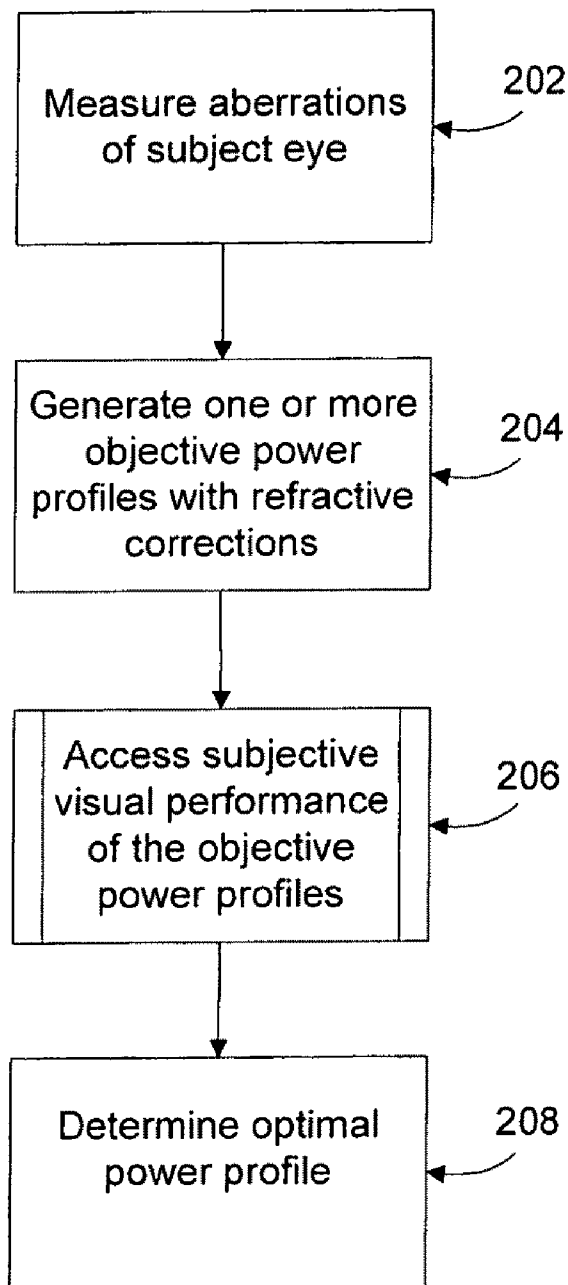 Measure aberrations
of subject eye
202
Generate one or more
objective power
profiles with refractive
corrections
204
Access subjective
visual performance
of the objective
power profiles
206
Determine optimal
power profile
208